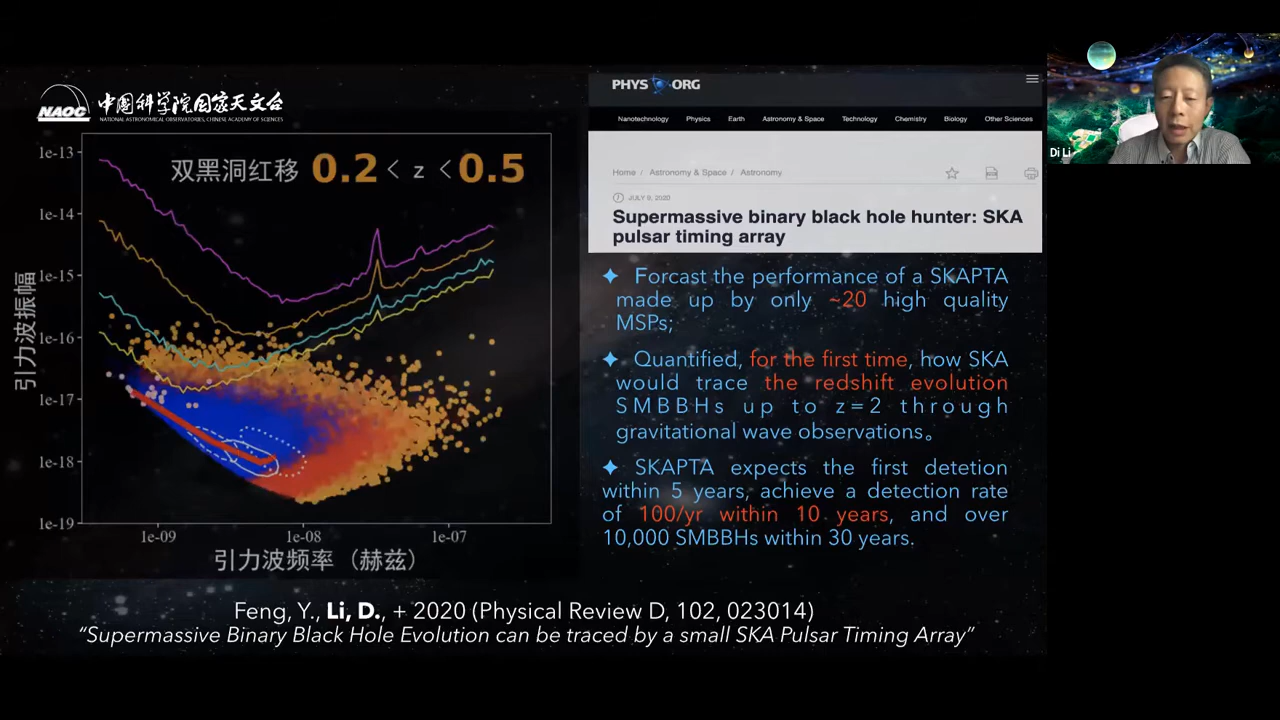 NAOC 中国科学院国家天文台
NATIONAL ASTRONOMICAL OBSERVATORIES, CHINESE ACADEMY OF SCIENCES
双黑洞红移 0.2 < z < 0.5
1e-13
1e-14
1e-15
1e-16
1e-17
1e-18
1e-19
引力波振幅
1e-09 1e-08 1e-07
引力波频率（赫兹）
PHYS ORG
Nanotechnology Physics Earth Astronomy & Space Technology Chemistry Biology Other Sciences
Home / Astronomy & Space / Astronomy
JULY 9, 2020
Supermassive binary black hole hunter: SKA
pulsar timing array
✦ Forcast the performance of a SKAPTA
made up by only ~20 high quality
MSPs;
✦ Quantified, for the first time, how SKA
would trace the redshift evolution
SMBBHs up to z=2 through
gravitational wave observations。
✦ SKAPTA expects the first detetion
within 5 years, achieve a detection rate
of 100/yr within 10 years, and over
10,000 SMBBHs within 30 years.
Feng, Y., Li, D., + 2020 (Physical Review D, 102, 023014)
“Supermassive Binary Black Hole Evolution can be traced by a small SKA Pulsar Timing Array”
Di Li